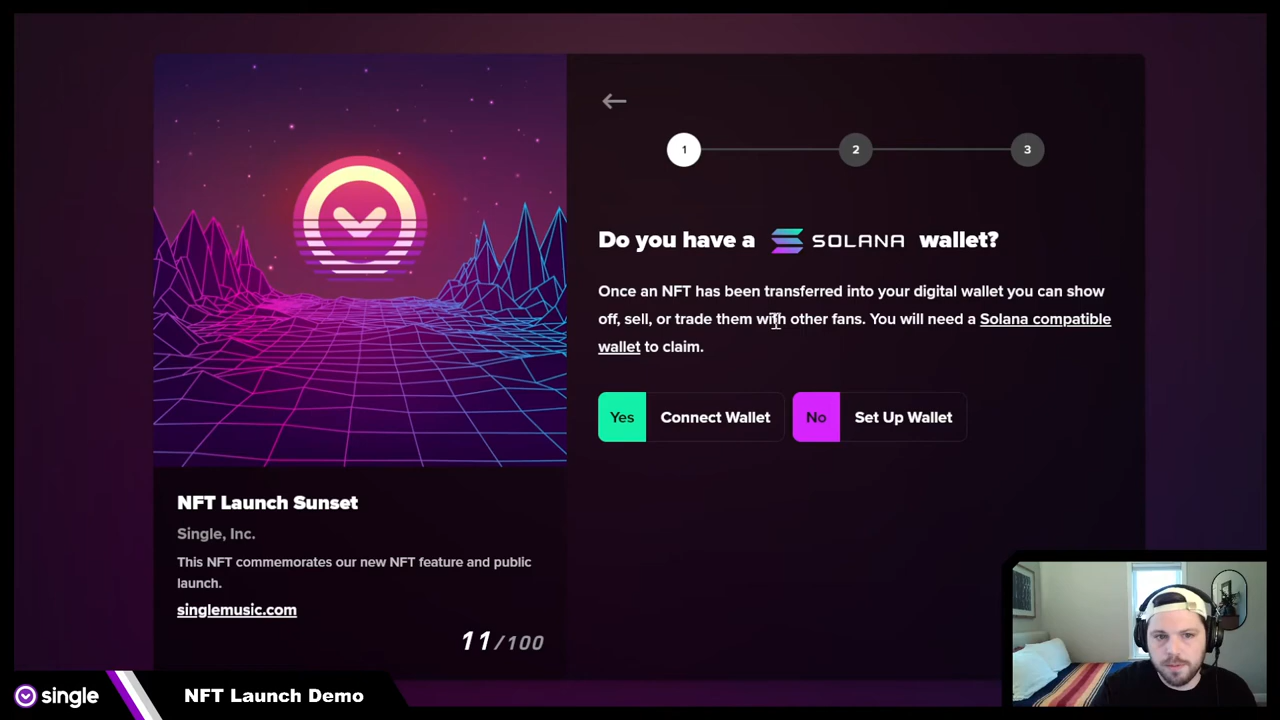 1
2
3
Do you have a SOLANA wallet?
Once an NFT has been transferred into your digital wallet you can show
off, sell, or trade them with other fans. You will need a Solana compatible
wallet to claim.
Yes Connect Wallet
No Set Up Wallet
NFT Launch Sunset
Single, Inc.
This NFT commemorates our new NFT feature and public
launch.
singlemusic.com
11/100
single
NFT Launch Demo